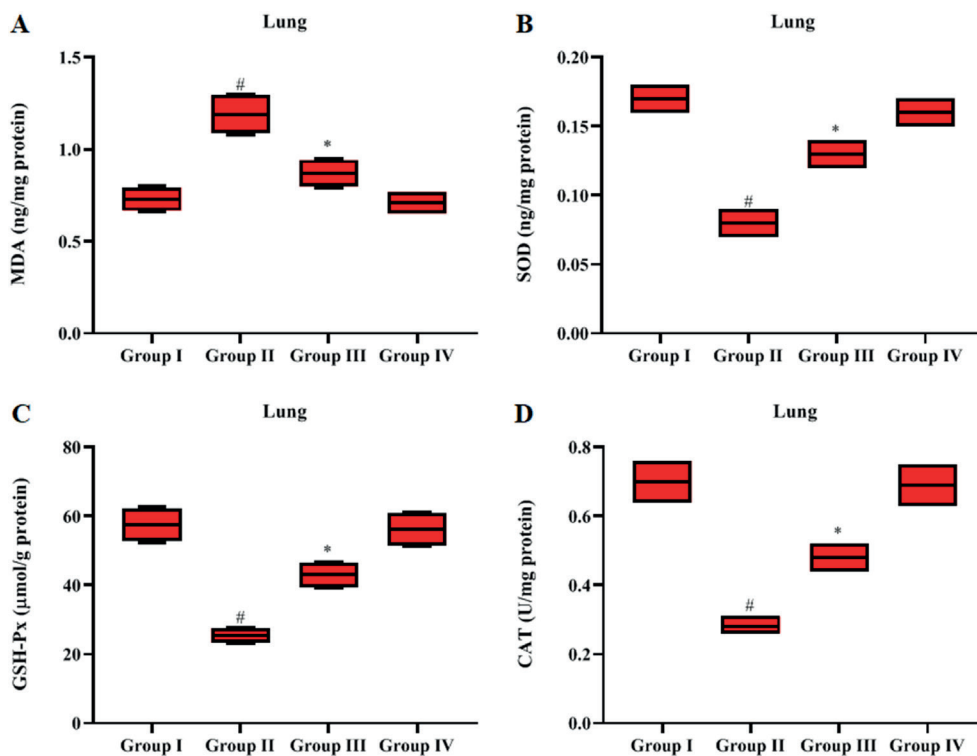 A
Lung
MDA (ng/mg protein)
1.5
1.0
0.5
0.0
#
*
Group I Group II Group III Group IV
B
Lung
SOD (ng/mg protein)
0.20
0.15
0.10
0.05
0.00
#
*
Group I Group II Group III Group IV
C
Lung
GSH-Px (μmol/g protein)
80
60
40
20
0
#
*
Group I Group II Group III Group IV
D
Lung
CAT (U/mg protein)
0.8
0.6
0.4
0.2
0.0
#
*
Group I Group II Group III Group IV